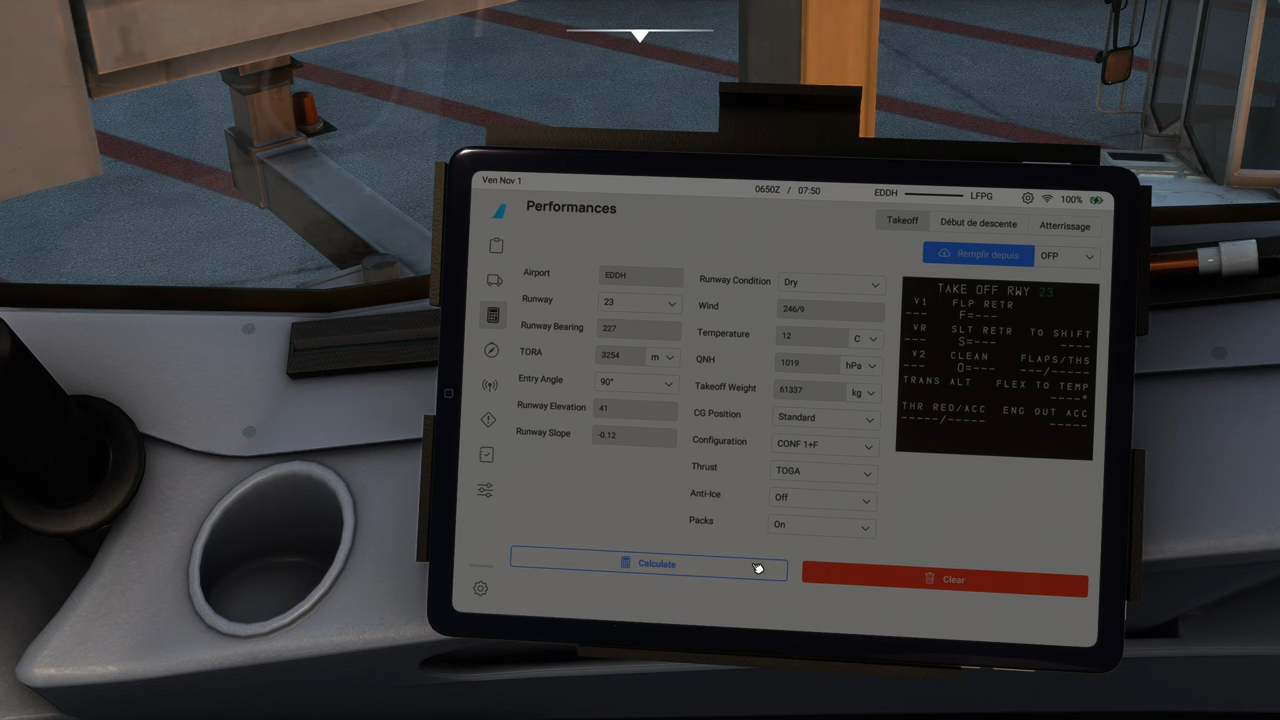 Ven Nov 1
0650Z / 07:50
EDDH LFPG
100%
Performances
Takeoff
Début de descente
Atterrissage
Remplir depuis
OFP
Airport
EDDH
Runway
23
Runway Bearing
227
TORA
3254
m
Entry Angle
90°
Runway Elevation
41
Runway Slope
-0.12
Runway Condition
Dry
Wind
246/9
Temperature
12
C
QNH
1019
hPa
Takeoff Weight
61337
kg
CG Position
Standard
Configuration
CONF 1+F
Thrust
TOGA
Anti-Ice
Off
Packs
On
TAKE OFF RWY 23
V1 FLP RETR
--- F=---
VR SLT RETR TO SHIFT
--- S=--- ----
V2 CLEAN FLAPS/THS
--- O=--- ---/-----
TRANS ALT FLEX TO TEMP
----°
THR RED/ACC ENG OUT ACC
-----/----- -----
Calculate
Clear